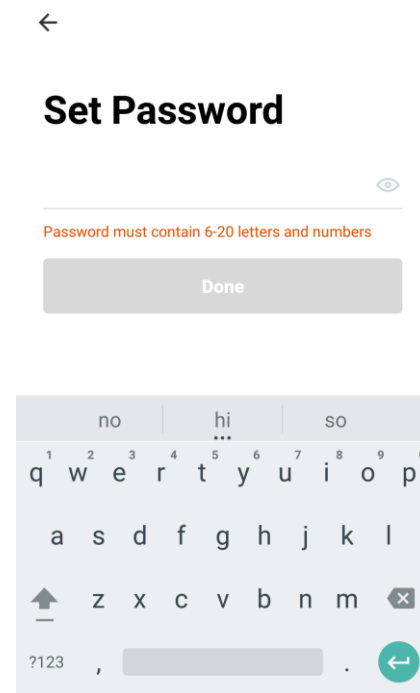 Set Password
Password must contain 6-20 letters and numbers
Done
no hi so
1 2 3 4 5 6 7 8 9
q w e r t y u i o p
a s d f g h j k l
z x c v b n m
?123 , .